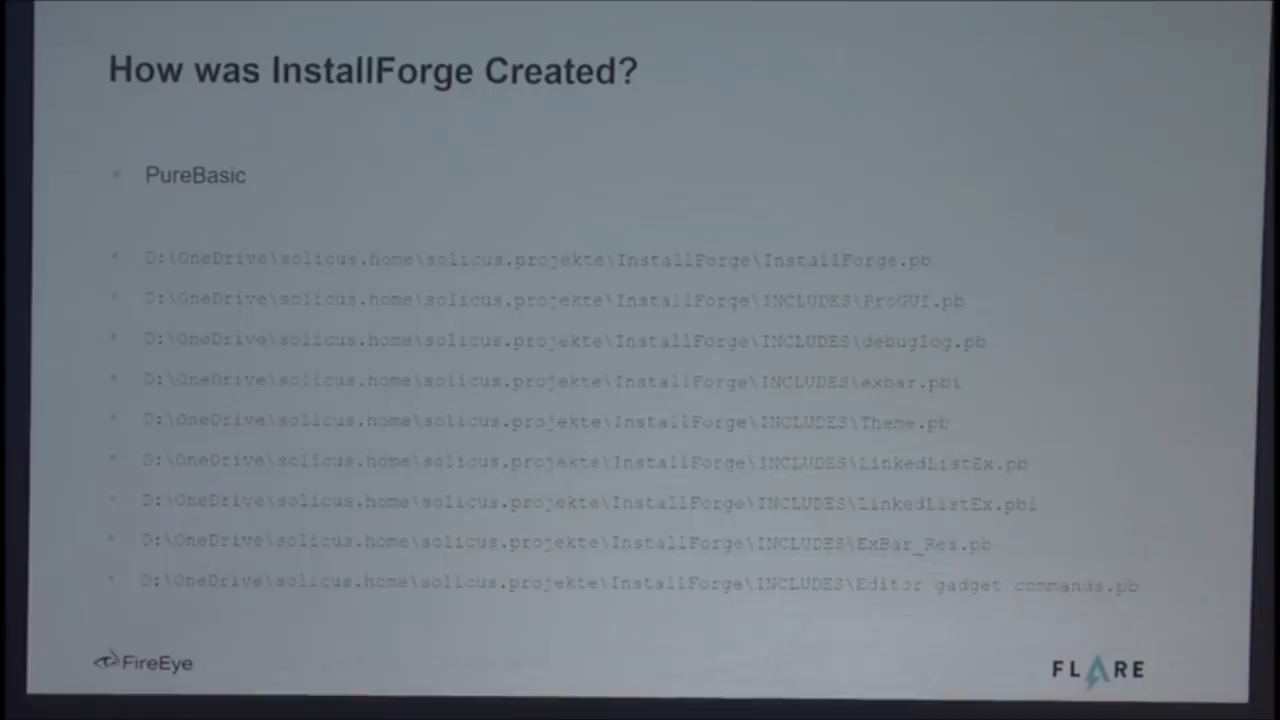 How was InstallForge Created?
PureBasic
D:\OneDrive\solicus.home\solicus.projekte\InstallForge\InstallForge.pb
D:\OneDrive\solicus.home\solicus.projekte\InstallForge\INCLUDES\ProGUI.pb
D:\OneDrive\solicus.home\solicus.projekte\InstallForge\INCLUDES\debuglog.pb
D:\OneDrive\solicus.home\solicus.projekte\InstallForge\INCLUDES\exbar.pbi
D:\OneDrive\solicus.home\solicus.projekte\InstallForge\INCLUDES\Theme.pb
D:\OneDrive\solicus.home\solicus.projekte\InstallForge\INCLUDES\LinkedListEx.pb
D:\OneDrive\solicus.home\solicus.projekte\InstallForge\INCLUDES\LinkedListEx.pbi
D:\OneDrive\solicus.home\solicus.projekte\InstallForge\INCLUDES\ExBar_Res.pb
D:\OneDrive\solicus.home\solicus.projekte\InstallForge\INCLUDES\Editor gadget commands.pb
FireEye
FLARE